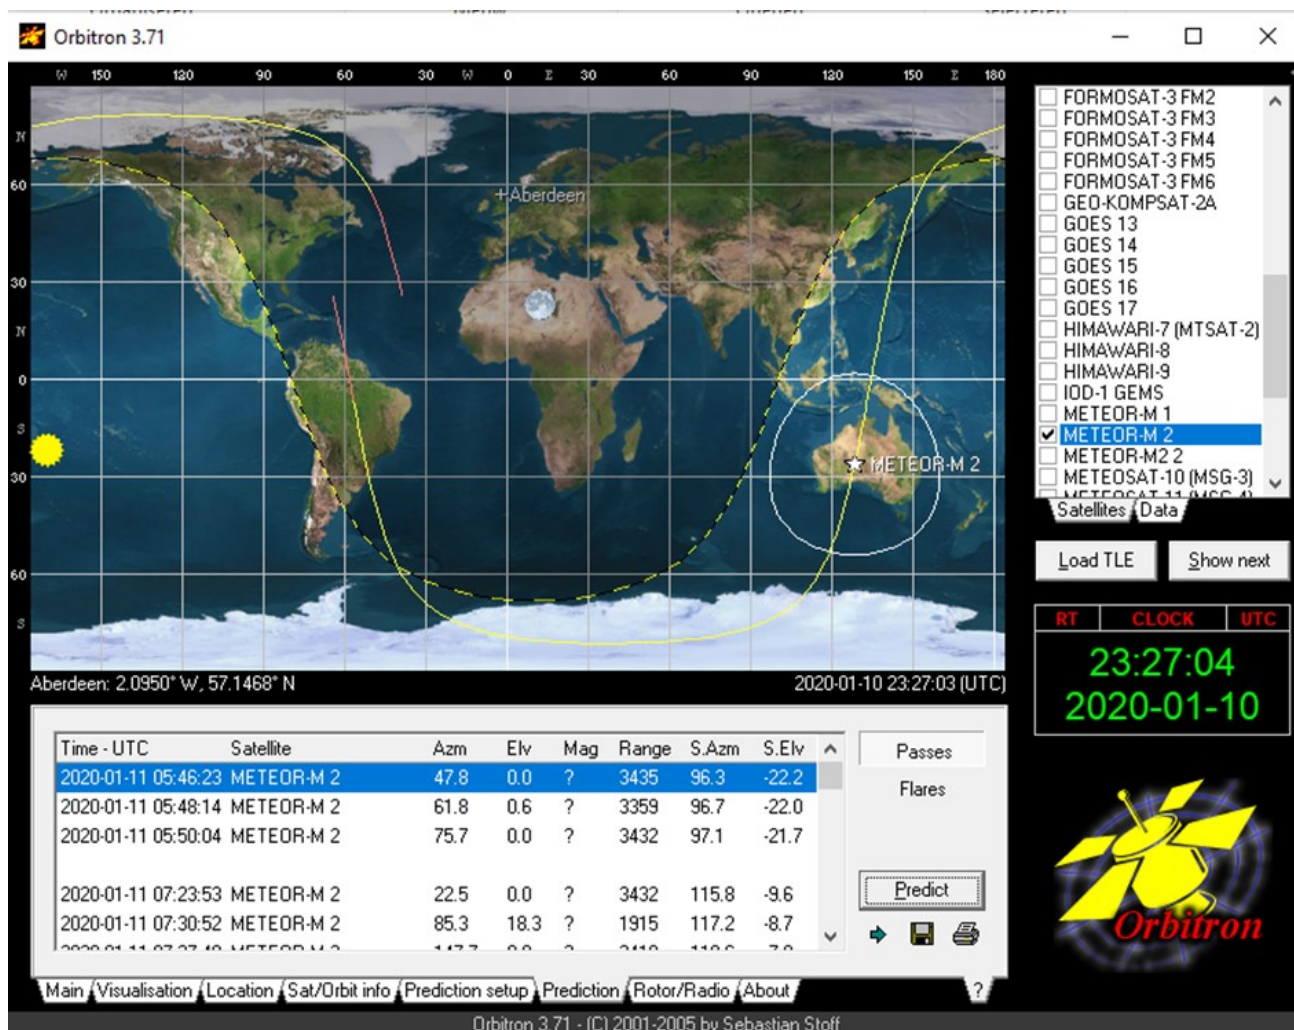 Orbitron 3.71
W 150 120 90 60 30 W 0 E 30 60 90 120 150 E 180
N
60
30
N
0
S
30
60
S
+Aberdeen
METEOR-M 2
Aberdeen: 2.0950° W, 57.1468° N 2020-01-10 23:27:03 (UTC)
FORMOSAT-3 FM2
FORMOSAT-3 FM3
FORMOSAT-3 FM4
FORMOSAT-3 FM5
FORMOSAT-3 FM6
GEO-KOMPSAT-2A
GOES 13
GOES 14
GOES 15
GOES 16
GOES 17
HIMAWARI-7 (MTSAT-2)
HIMAWARI-8
HIMAWARI-9
IOD-1 GEMS
METEOR-M 1
METEOR-M 2
METEOR-M2 2
METEOSAT-10 (MSG-3)
METEOSAT-11 (MSG-4)
Satellites Data
Load TLE Show next
RT CLOCK UTC
23:27:04
2020-01-10
Time - UTC Satellite Azm Elv Mag Range S.Azm S.Elv
2020-01-11 05:46:23 METEOR-M 2 47.8 0.0 ? 3435 96.3 -22.2
2020-01-11 05:48:14 METEOR-M 2 61.8 0.6 ? 3359 96.7 -22.0
2020-01-11 05:50:04 METEOR-M 2 75.7 0.0 ? 3432 97.1 -21.7
2020-01-11 07:23:53 METEOR-M 2 22.5 0.0 ? 3432 115.8 -9.6
2020-01-11 07:30:52 METEOR-M 2 85.3 18.3 ? 1915 117.2 -8.7
Passes
Flares
Predict
Orbitron
Main Visualisation Location Sat/Orbit info Prediction setup Prediction Rotor/Radio About ?
Orbitron 3.71 - (C) 2001-2005 by Sebastian Stoff